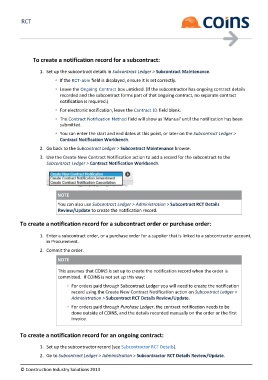 RCT
COINS
To create a notification record for a subcontract:
1. Set up the subcontract details in Subcontract Ledger > Subcontract Maintenance.
• If the RCT-able field is displayed, ensure it is set correctly.
• Leave the Ongoing Contract box unticked. (If the subcontractor has ongoing contract details
recorded and the subcontract forms part of that ongoing contract, no separate contract
notification is required.)
• For electronic notification, leave the Contract ID field blank.
• The Contract Notification Method field will show as 'Manual' until the notification has been
submitted.
• You can enter the start and end dates at this point, or later on the Subcontract Ledger >
Contract Notification Workbench.
2. Go back to the Subcontract Ledger > Subcontract Maintenance browse.
3. Use the Create New Contract Notification action to add a record for the subcontract to the
Subcontract Ledger > Contract Notification Workbench.
Create New Contract Notification
Create Contract Notification Amendment
Create Contract Notification Cancellation
NOTE
You can also use Subcontract Ledger > Administration > Subcontract RCT Details
Review/Update to create the notification record.
To create a notification record for a subcontract order or purchase order:
1. Enter a subcontract order, or a purchase order for a supplier that is linked to a subcontractor account,
in Procurement.
2. Commit the order.
NOTE
This assumes that COINS is set up to create the notification record when the order is
committed. If COINS is not set up this way:
• For orders posted through Subcontract Ledger you will need to create the notification
record using the Create New Contract Notification action on Subcontract Ledger >
Administration > Subcontract RCT Details Review/Update.
• For orders posted through Purchase Ledger, the contract notification needs to be
done outside of COINS, and the details recorded manually on the order or the first
invoice.
To create a notification record for an ongoing contract:
1. Set up the subcontractor record (see Subcontractor RCT Details).
2. Go to Subcontract Ledger > Administration > Subcontractor RCT Details Review/Update.
© Construction Industry Solutions 2013